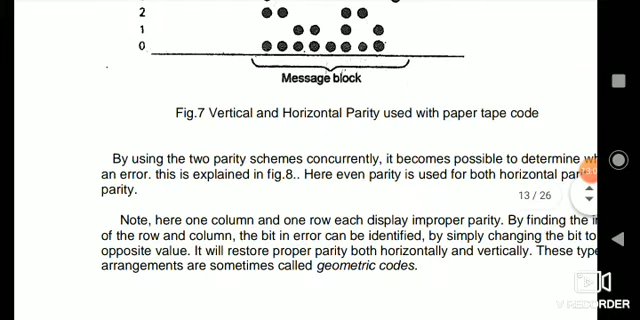 2
1
0
Message block
Fig.7 Vertical and Horizontal Parity used with paper tape code
By using the two parity schemes concurrently, it becomes possible to determine
an error. this is explained in fig.8.. Here even parity is used for both horizontal
parity.
13 / 26
Note, here one column and one row each display improper parity. By finding the
of the row and column, the bit in error can be identified, by simply changing the bit to
opposite value. It will restore proper parity both horizontally and vertically. These
arrangements are sometimes called geometric codes.
V RECORDER